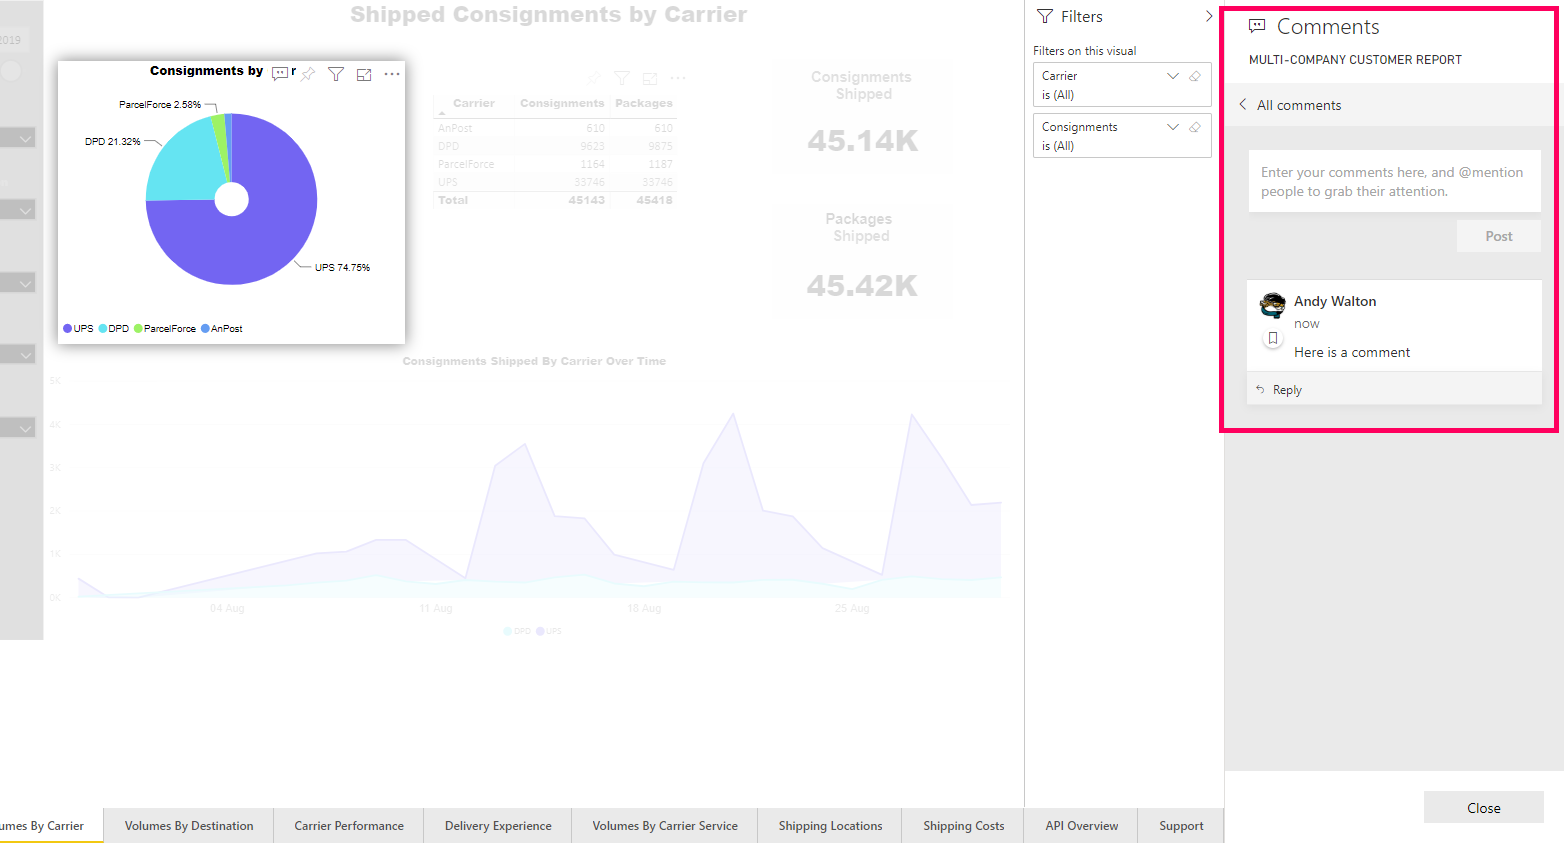 Shipped Consignments by Carrier
2019
Consignments by r
ParcelForce 2.58%
DPD 21.32%
UPS 74.75%
UPS DPD ParcelForce AnPost
Carrier Consignments Packages
AnPost 610 610
DPD 9623 9875
ParcelForce 1164 1187
UPS 33746 33746
Total 45143 45418
Consignments
Shipped
45.14K
Packages
Shipped
45.42K
Consignments Shipped By Carrier Over Time
5K
4K
3K
2K
1K
0K
04 Aug 11 Aug 18 Aug 25 Aug
DPD UPS
Filters
Filters on this visual
Carrier
is (All)
Consignments
is (All)
Comments
MULTI-COMPANY CUSTOMER REPORT
All comments
Enter your comments here, and @mention
people to grab their attention.
Post
Andy Walton
now
Here is a comment
Reply
Close
umes By Carrier Volumes By Destination Carrier Performance Delivery Experience Volumes By Carrier Service Shipping Locations Shipping Costs API Overview Support